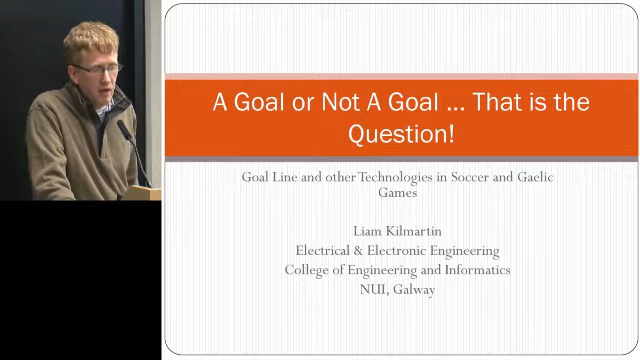 A Goal or Not A Goal ... That is the
Question!
Goal Line and other Technologies in Soccer and Gaelic
Games
Liam Kilmartin
Electrical & Electronic Engineering
College of Engineering and Informatics
NUI, Galway